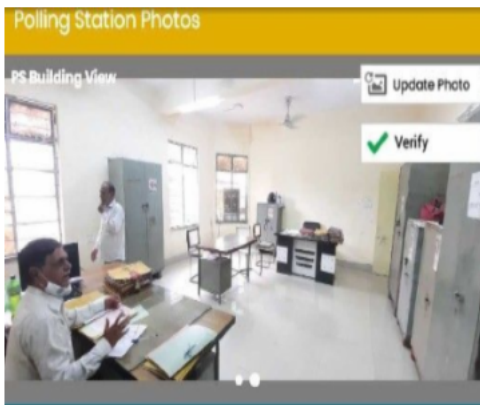 Polling Station Photos
PS Building View
Update Photo
Verify